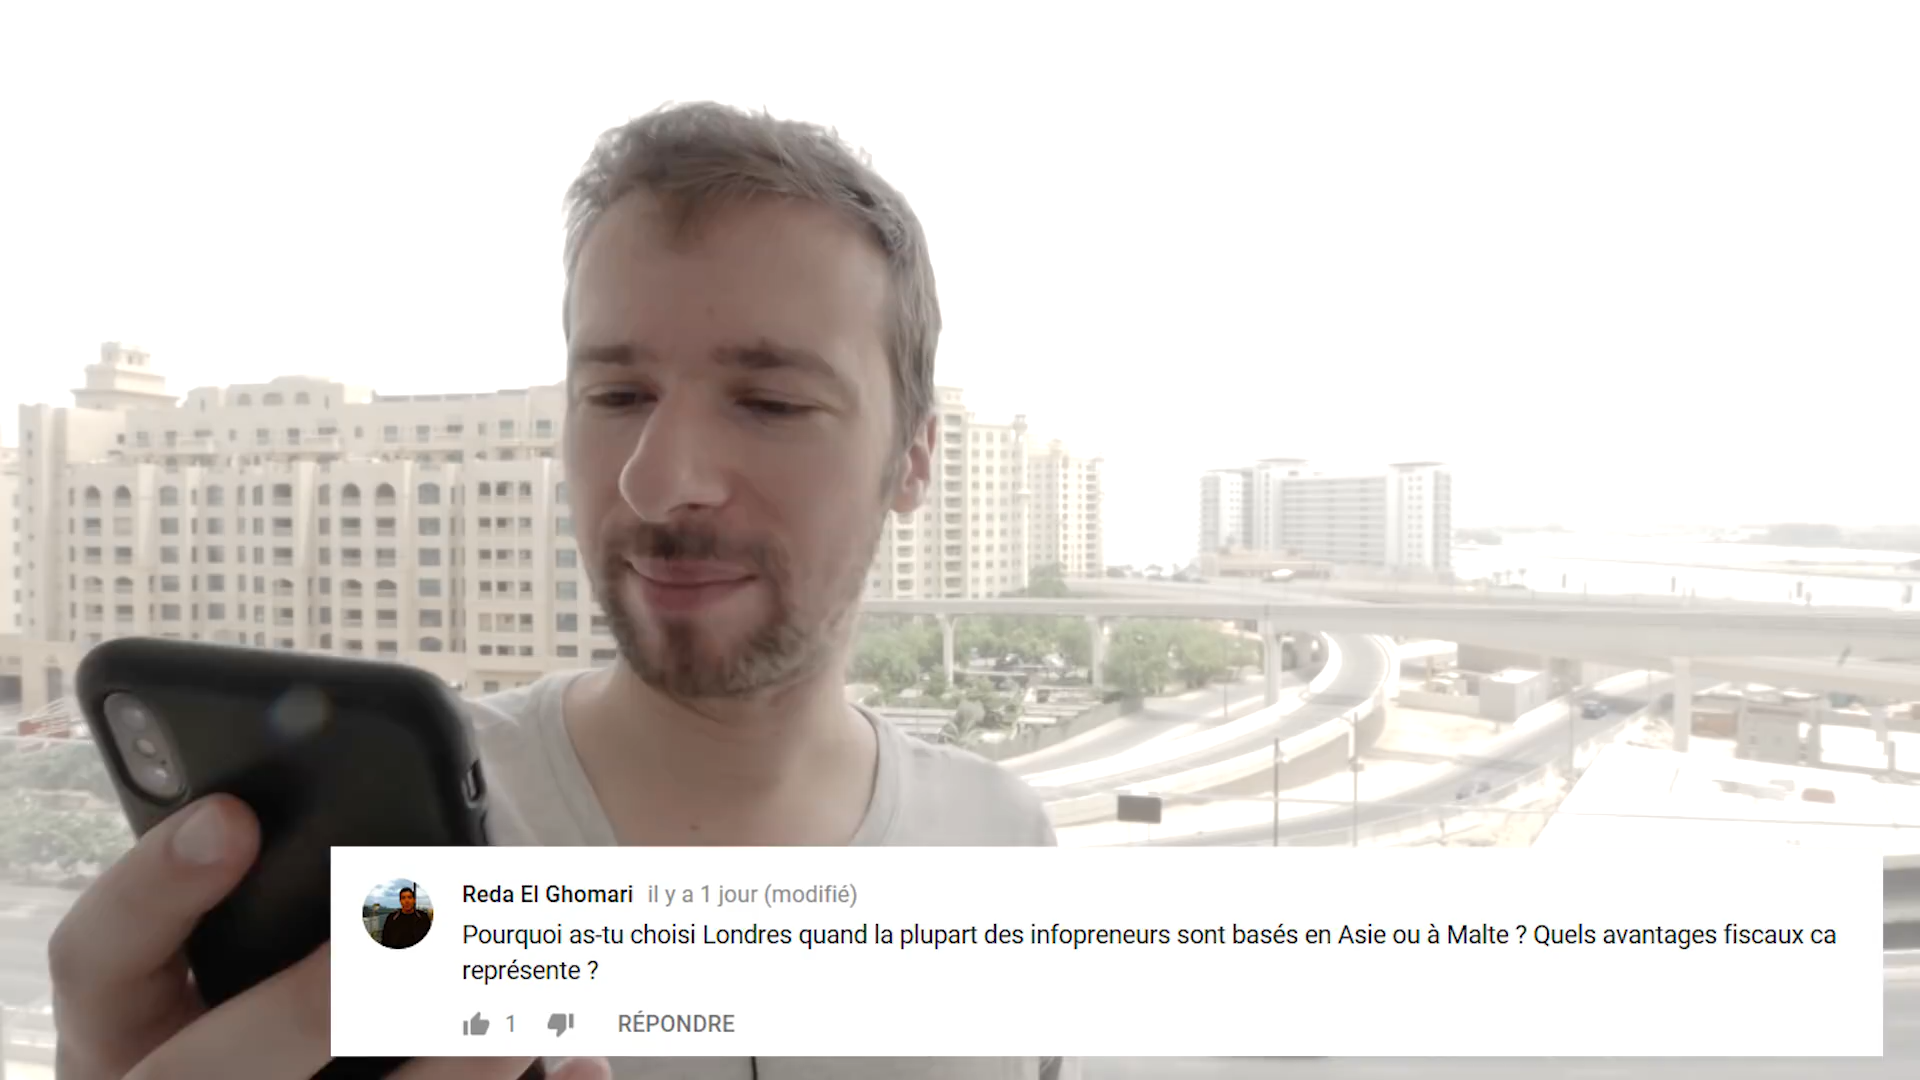 Reda El Ghomari il y a 1 jour (modifié)
Pourquoi as-tu choisi Londres quand la plupart des infopreneurs sont basés en Asie ou à Malte ? Quels avantages fiscaux ca
représente ?
1 RÉPONDRE